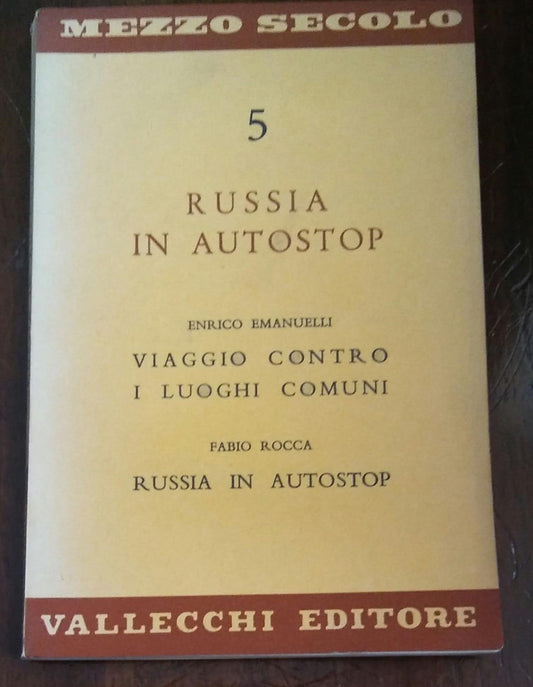 MEZZO SECOLO
5
RUSSIA
IN AUTOSTOP
ENRICO EMANUELLI
VIAGGIO CONTRO
I LUOGHI COMUNI
FABIO ROCCA
RUSSIA IN AUTOSTOP
VALLECCHI EDITORE